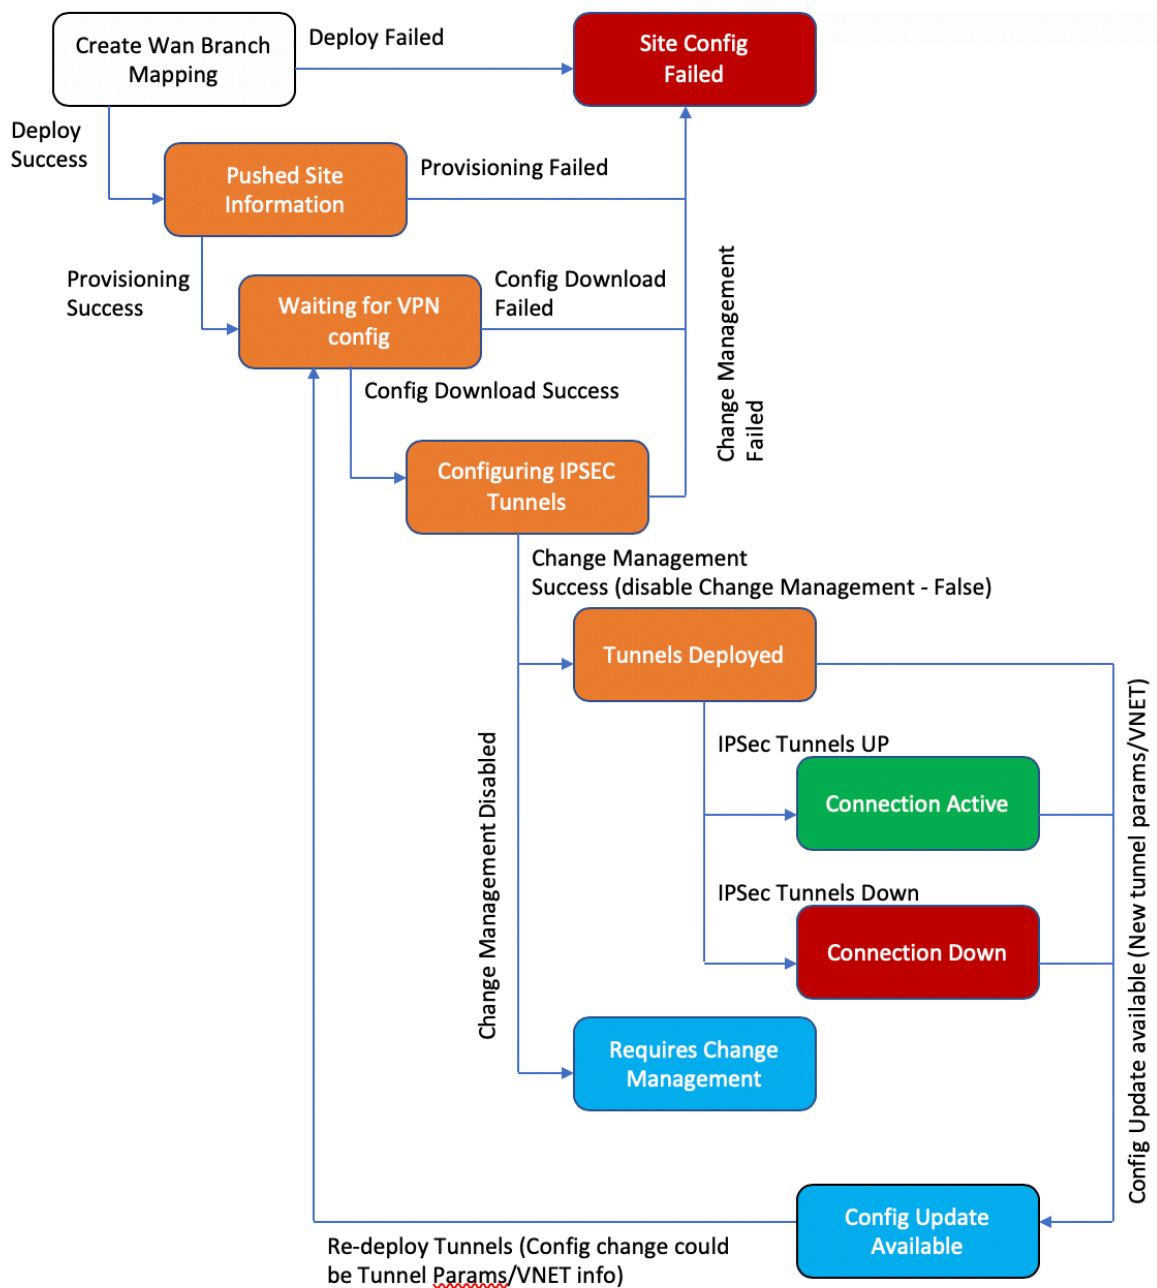 Create Wan Branch
Mapping
Deploy Failed
Site Config
Failed
Deploy
Success
Pushed Site
Information
Provisioning Failed
Provisioning
Success
Waiting for VPN
config
Config Download
Failed
Change Management
Failed
Config Download Success
Configuring IPSEC
Tunnels
Change Management
Success (disable Change Management - False)
Tunnels Deployed
IPSec Tunnels UP
Connection Active
IPSec Tunnels Down
Connection Down
Change Management Disabled
Requires Change
Management
Config Update available (New tunnel params/VNET)
Config Update
Available
Re-deploy Tunnels (Config change could
be Tunnel Params/VNET info)